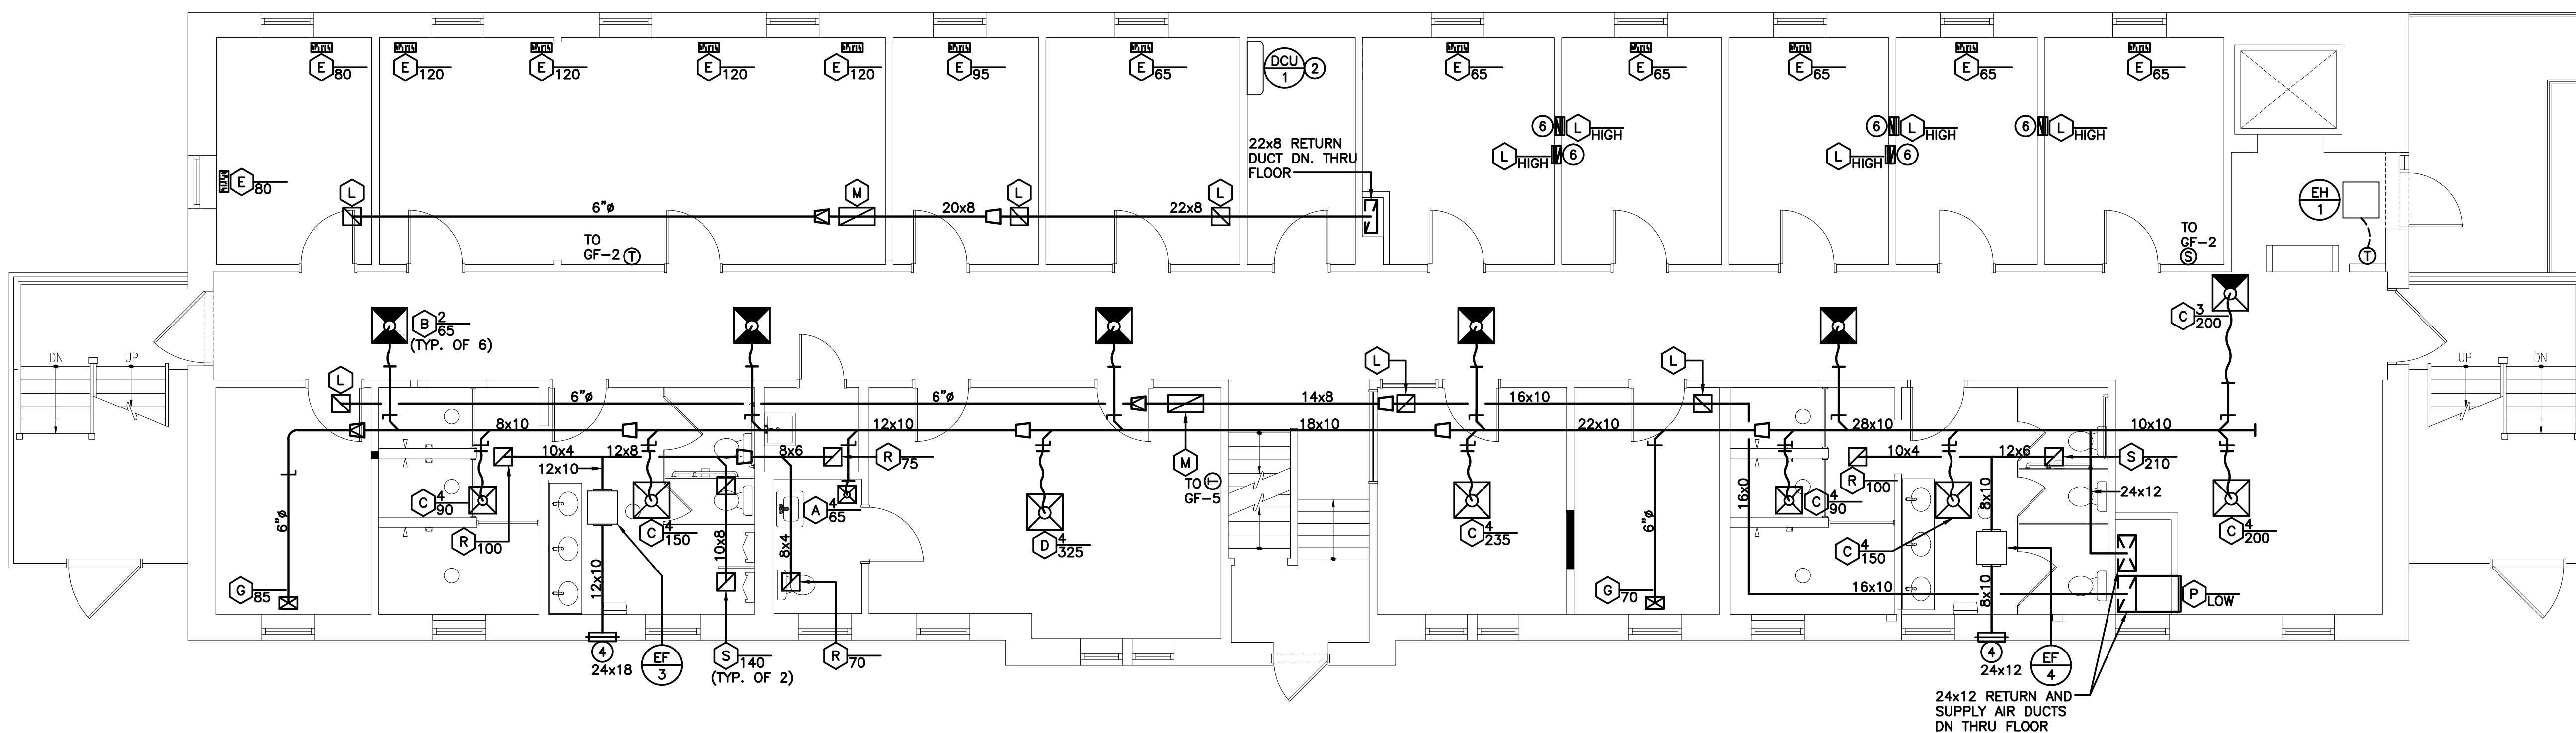 E 80
E 120
E 120
E 120
E 120
E 95
E 65
DCU 1
2
E 65
E 65
E 65
E 65
E 65
6
L HIGH
6
L HIGH
6
L HIGH
22x8 RETURN
DUCT DN. THRU
FLOOR
L HIGH
6
L HIGH
6
E 80
L
6"ø
M
20x8
L
22x8
L
EH 1
TO
GF-2
T
TO
GF-2
S
T
B 2 65
(TYP. OF 6)
C 3 200
DN
UP
UP
DN
L
6"ø
6"ø
14x8
L
16x10
L
8x10
12x10
18x10
22x10
28x10
10x10
10x4
12x8
8x6
R 75
M
10x4
12x6
S 210
12x10
TO T
GF-5
R 100
24x12
C 4 90
C 4 150
A 4 65
C 4 90
16x0
8x10
6"ø
R 100
10x8
8x4
D 4 325
C 4 235
6"ø
C 4 150
C 4 200
G 85
12x10
G 70
16x10
8x10
P LOW
4
24x18
EF 3
S 140
(TYP. OF 2)
R 70
4
24x12
EF 4
24x12 RETURN AND
SUPPLY AIR DUCTS
DN THRU FLOOR